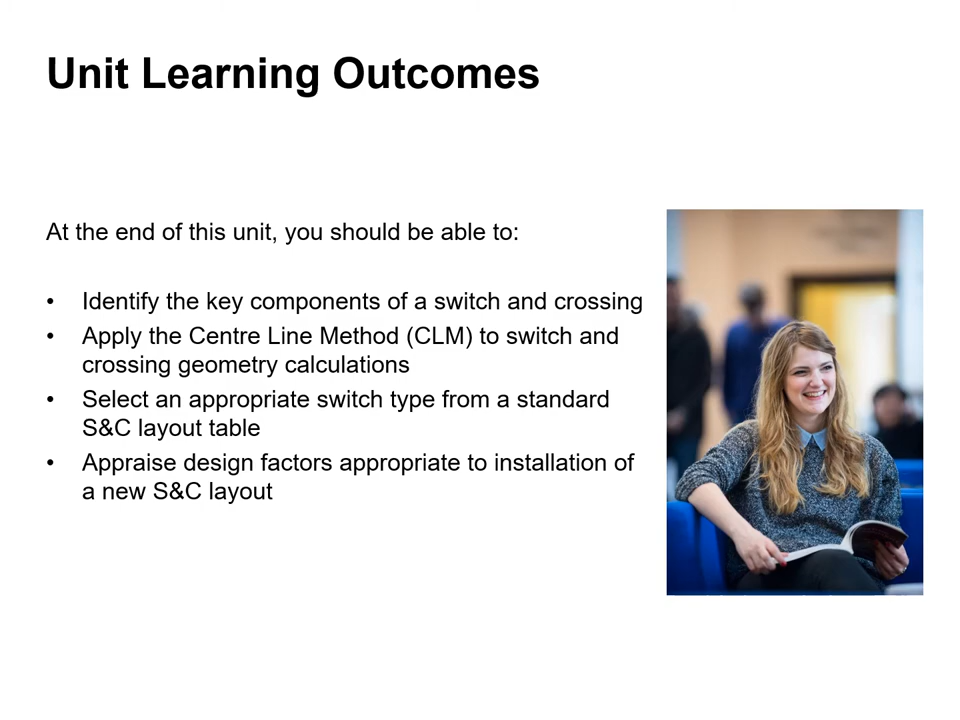 Unit Learning Outcomes
At the end of this unit, you should be able to:
• Identify the key components of a switch and crossing
• Apply the Centre Line Method (CLM) to switch and
crossing geometry calculations
• Select an appropriate switch type from a standard
S&C layout table
• Appraise design factors appropriate to installation of
a new S&C layout